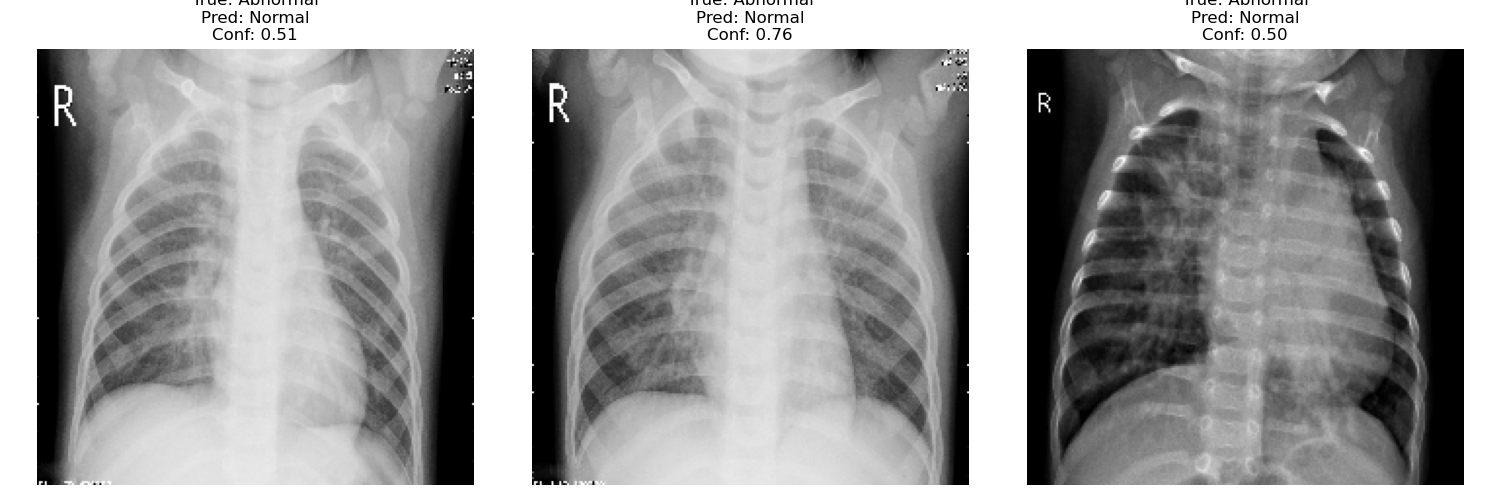 True: Abnormal
Pred: Normal
Conf: 0.51
True: Abnormal
Pred: Normal
Conf: 0.76
True: Abnormal
Pred: Normal
Conf: 0.50
R
R
R